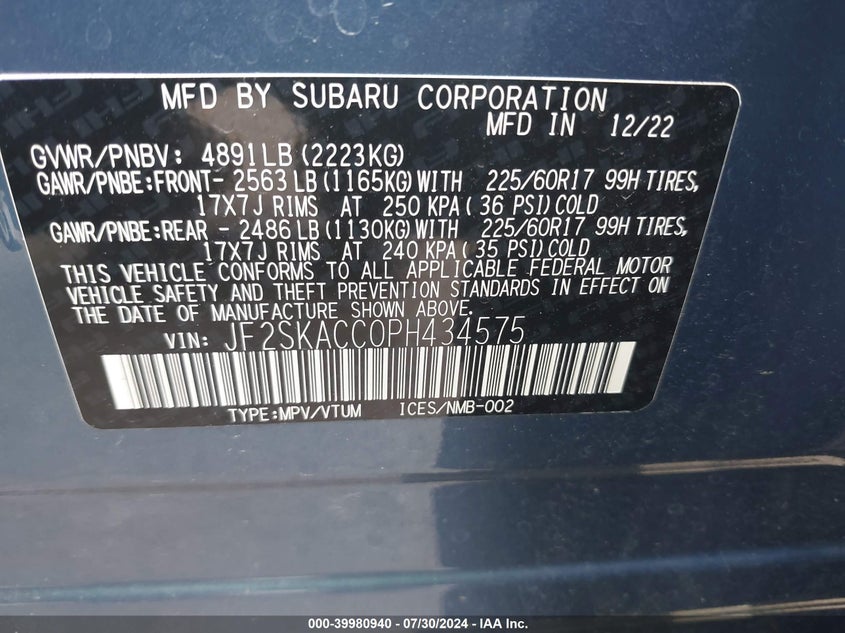 MFD BY SUBARU CORPORATION
MFD IN 12/22
GVWR/PNBV: 4891LB (2223KG)
GAWR/PNBE:FRONT- 2563LB (1165KG) WITH 225/60R17 99H TIRES,
17X7J RIMS AT 250 KPA ( 36 PSI) COLD
GAWR/PNBE:REAR - 2486LB (1130KG) WITH 225/60R17 99H TIRES,
17X7J RIMS AT 240 KPA ( 35 PSI) COLD
THIS VEHICLE CONFORMS TO ALL APPLICABLE FEDERAL MOTOR
VEHICLE SAFETY AND THEFT PREVENTION STANDARDS IN EFFECT ON
THE DATE OF MANUFACTURE SHOWN ABOVE.
VIN: JF2SKACC0PH434575
TYPE:MPV/VTUM ICES/NMB-002
000-39980940 - 07/30/2024 - IAA Inc.